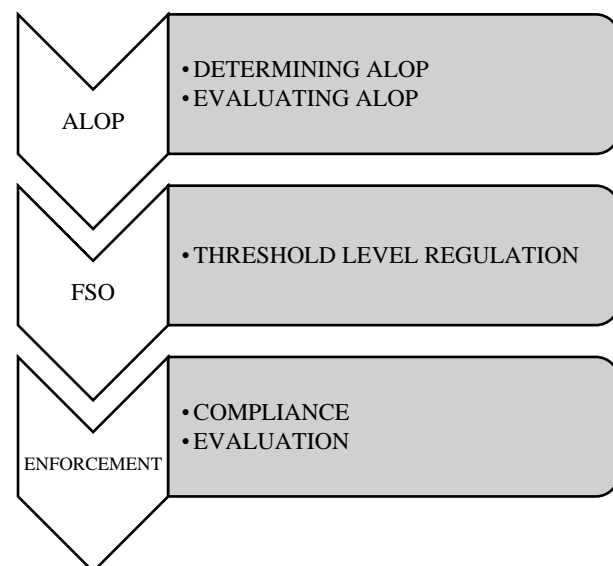 ALOP
• DETERMINING ALOP
• EVALUATING ALOP
FSO
• THRESHOLD LEVEL REGULATION
ENFORCEMENT
• COMPLIANCE
• EVALUATION